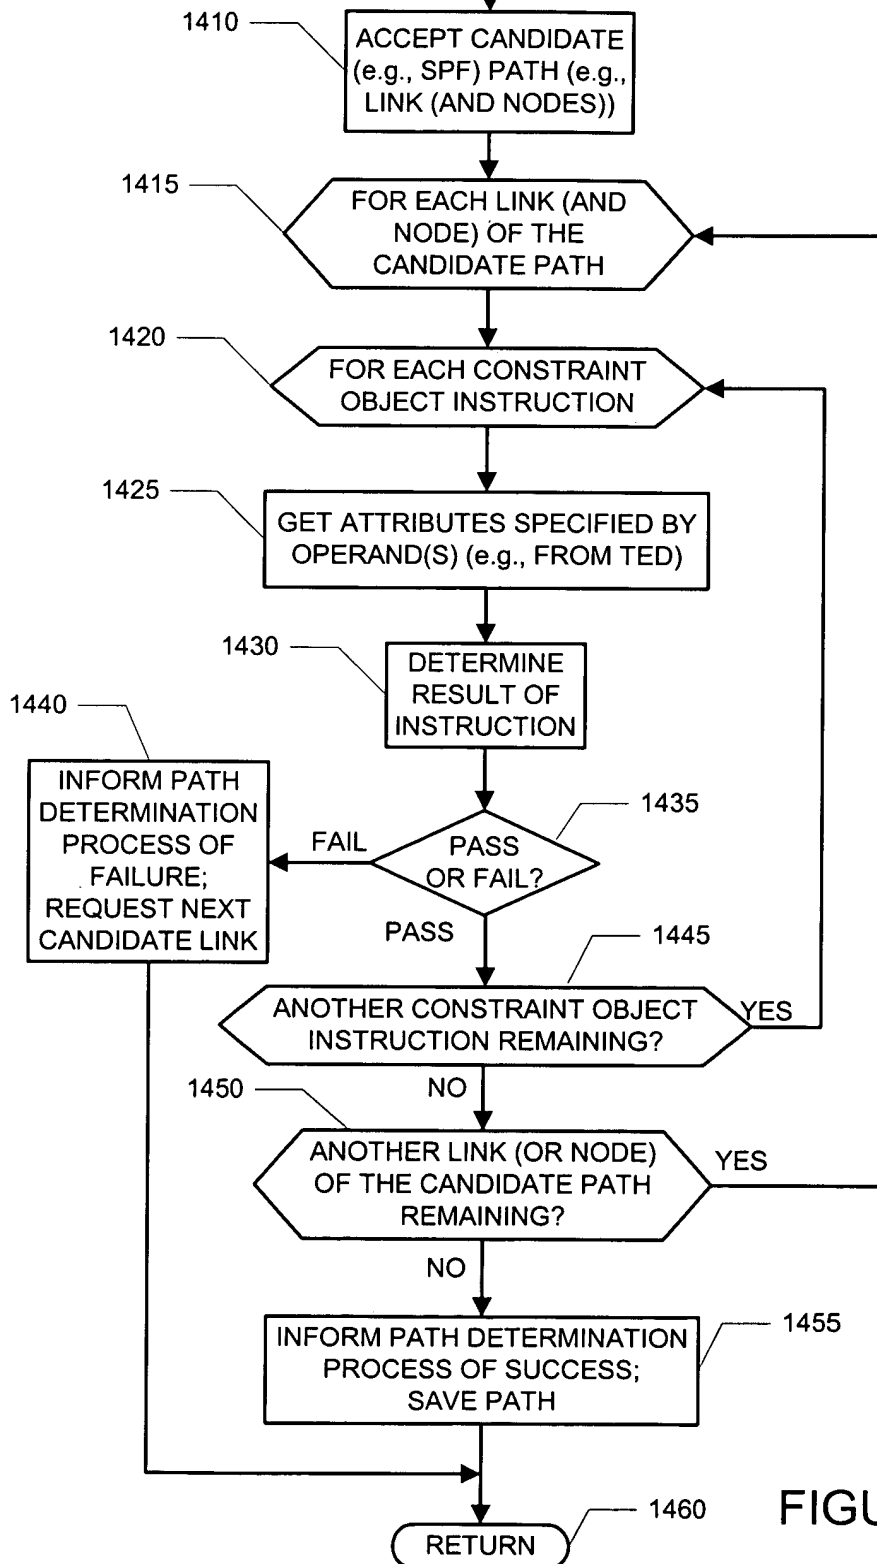 1410
ACCEPT CANDIDATE
(e.g., SPF) PATH (e.g.,
LINK (AND NODES))
1415
FOR EACH LINK (AND
NODE) OF THE
CANDIDATE PATH
1420
FOR EACH CONSTRAINT
OBJECT INSTRUCTION
1425
GET ATTRIBUTES SPECIFIED BY
OPERAND(S) (e.g., FROM TED)
1430
DETERMINE
RESULT OF
INSTRUCTION
1440
INFORM PATH
DETERMINATION
PROCESS OF
FAILURE;
REQUEST NEXT
CANDIDATE LINK
FAIL
1435
PASS
OR FAIL?
PASS
1445
ANOTHER CONSTRAINT OBJECT
INSTRUCTION REMAINING?
YES
NO
1450
ANOTHER LINK (OR NODE)
OF THE CANDIDATE PATH
REMAINING?
YES
NO
1455
INFORM PATH DETERMINATION
PROCESS OF SUCCESS;
SAVE PATH
1460
RETURN
FIGU